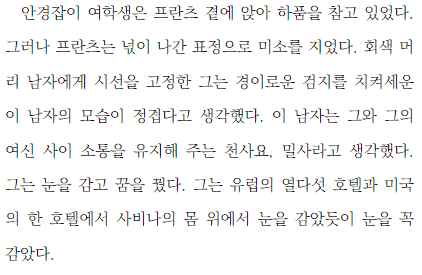 안경잡이 여학생은 프란츠 곁에 앉아 하품을 참고 있었다.
그러나 프란츠는 넋이 나간 표정으로 미소를 지었다. 회색 머
리 남자에게 시선을 고정한 그는 경이로운 검지를 치켜세운
이 남자의 모습이 정겹다고 생각했다. 이 남자는 그와 그의
여신 사이 소통을 유지해 주는 천사요, 밀사라고 생각했다.
그는 눈을 감고 꿈을 꿨다. 그는 유럽의 열다섯 호텔과 미국
의 한 호텔에서 사비나의 몸 위에서 눈을 감았듯이 눈을 꼭
감았다.